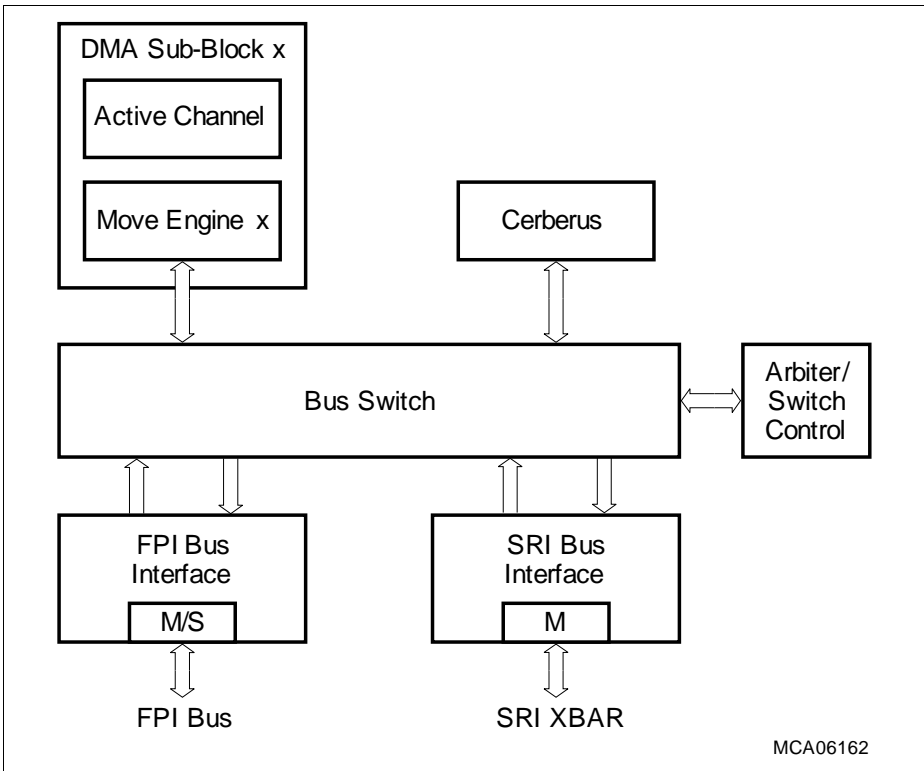 DMA Sub-Block x
Active Channel
Move Engine x
Cerberus
Bus Switch
Arbiter/
Switch
Control
FPI Bus
Interface
M/S
SRI Bus
Interface
M
FPI Bus
SRI XBAR
MCA06162